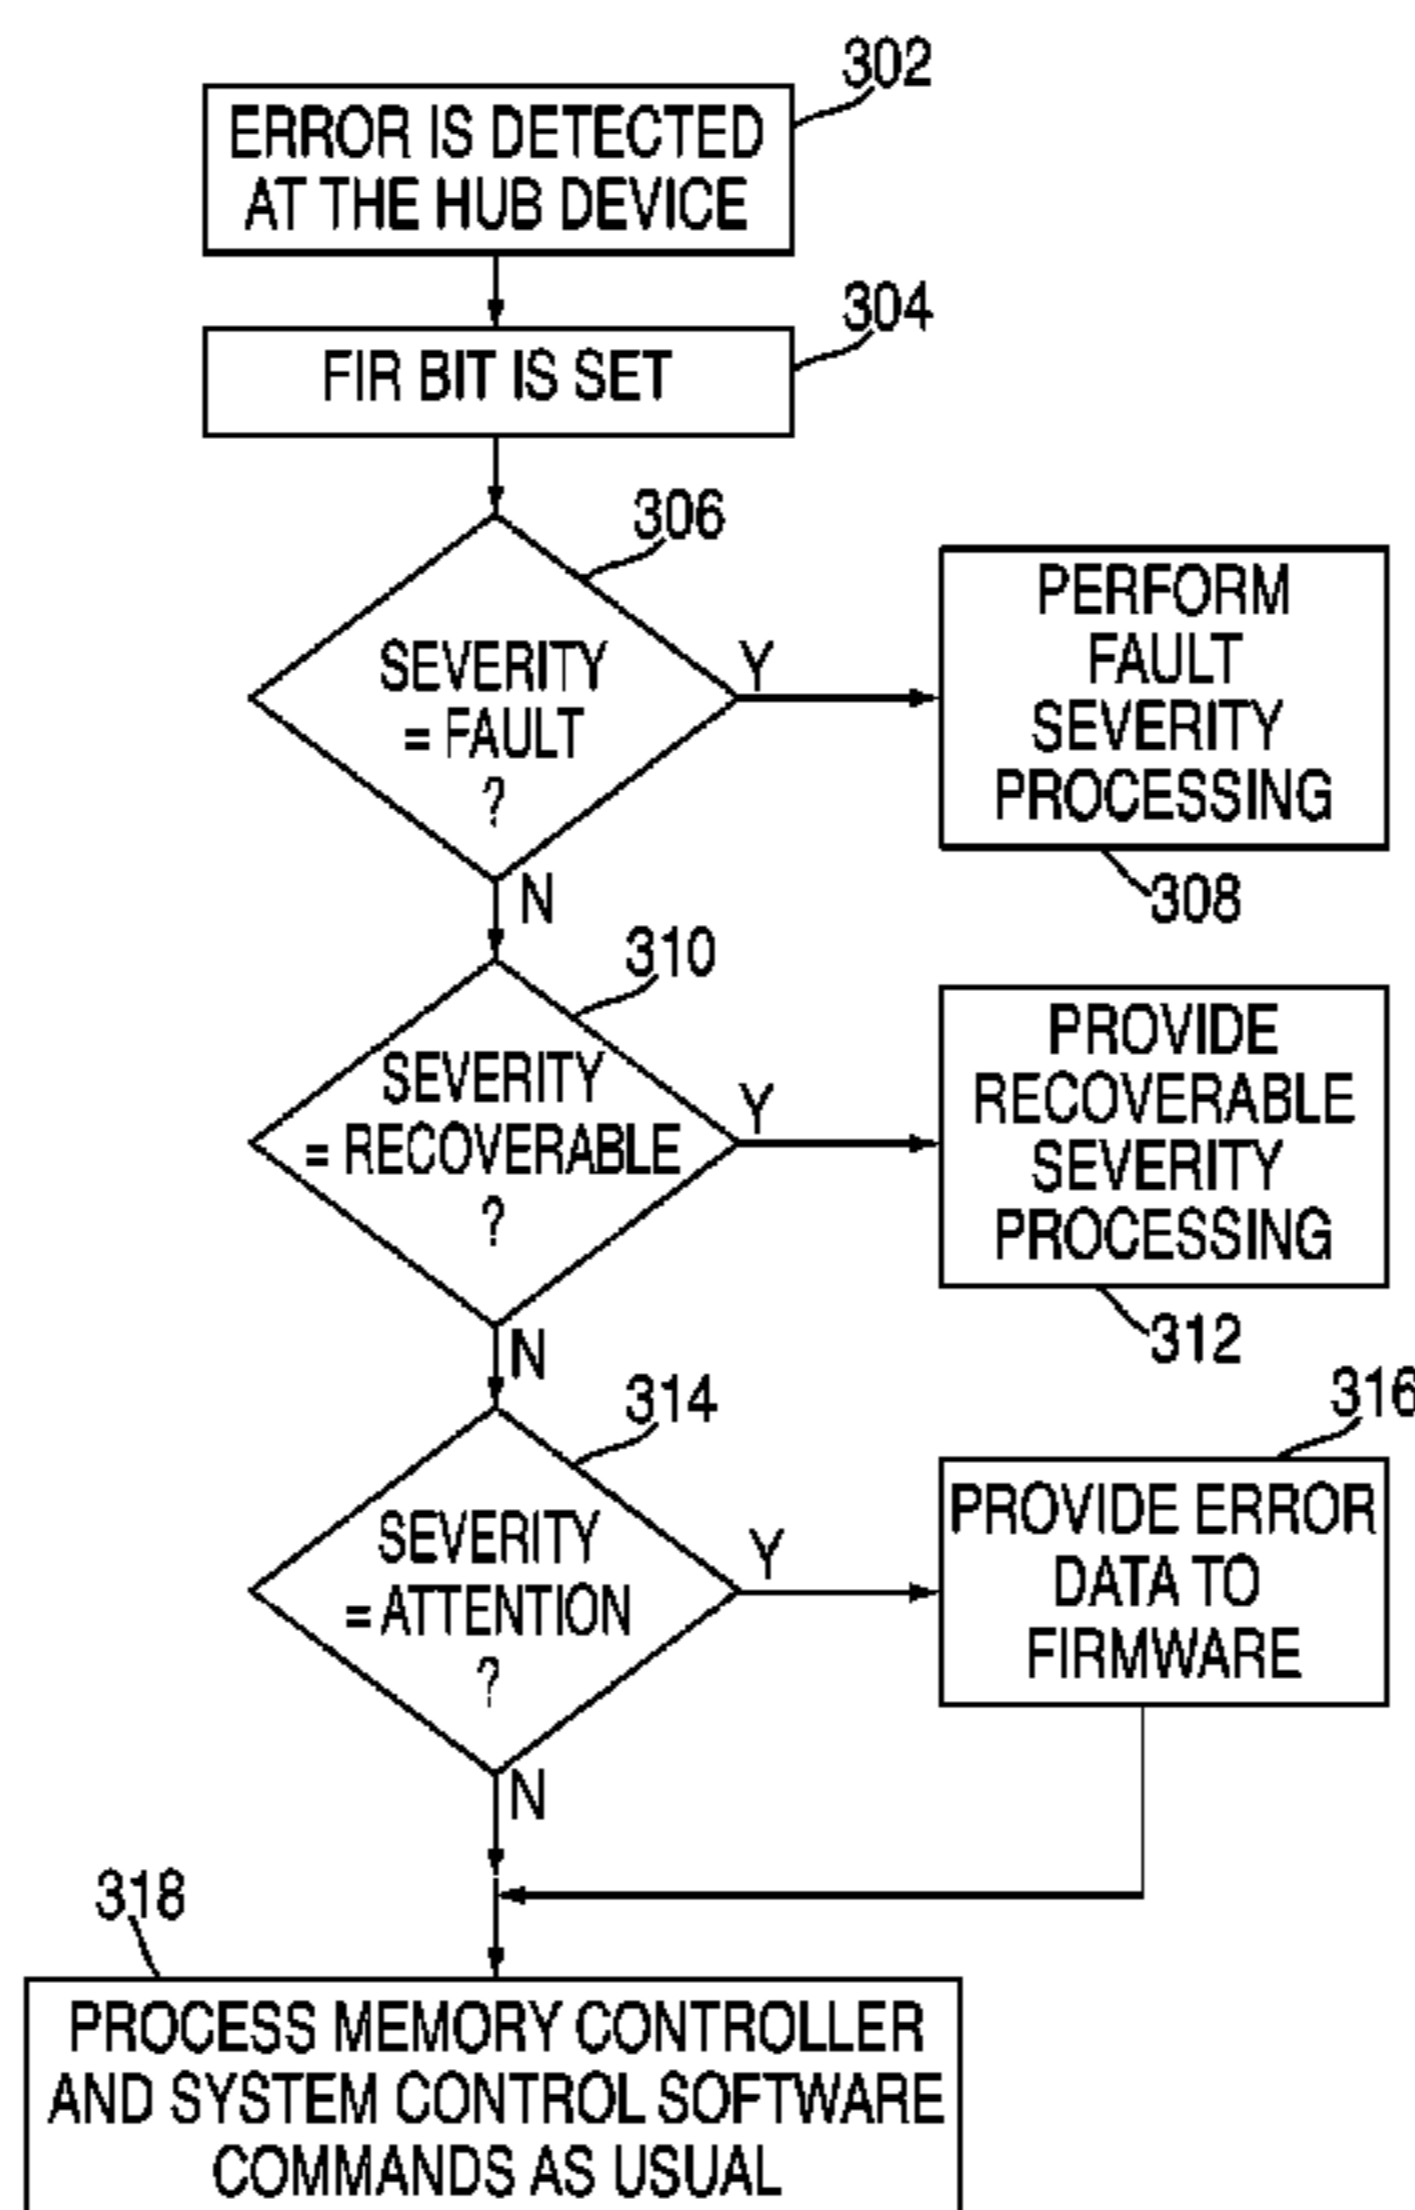 302
ERROR IS DETECTED
AT THE HUB DEVICE
304
FIR BIT IS SET
306
SEVERITY
= FAULT
?
Y
N
PERFORM
FAULT
SEVERITY
PROCESSING
308
310
SEVERITY
= RECOVERABLE
?
Y
N
PROVIDE
RECOVERABLE
SEVERITY
PROCESSING
312
314
SEVERITY
= ATTENTION
?
Y
N
316
PROVIDE ERROR
DATA TO
FIRMWARE
318
PROCESS MEMORY CONTROLLER
AND SYSTEM CONTROL SOFTWARE
COMMANDS AS USUAL